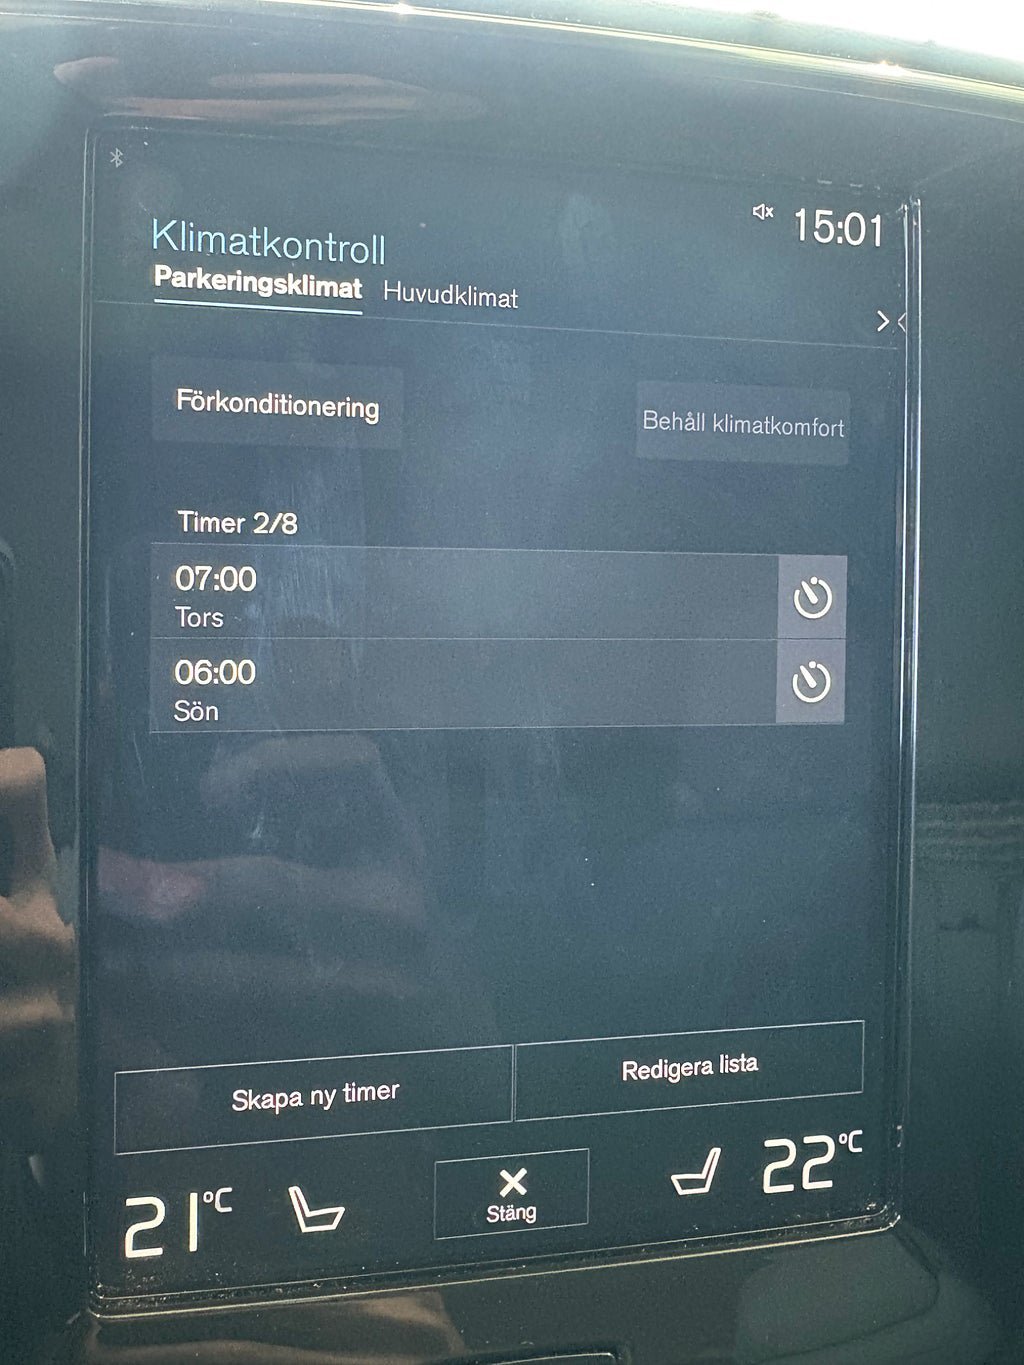 15:01
Klimatkontroll
Parkeringsklimat Huvudklimat
Förkonditionering
Behåll klimatkomfort
Timer 2/8
07:00
Tors
06:00
Sön
Skapa ny timer
Redigera lista
21°C
Stäng
22°C